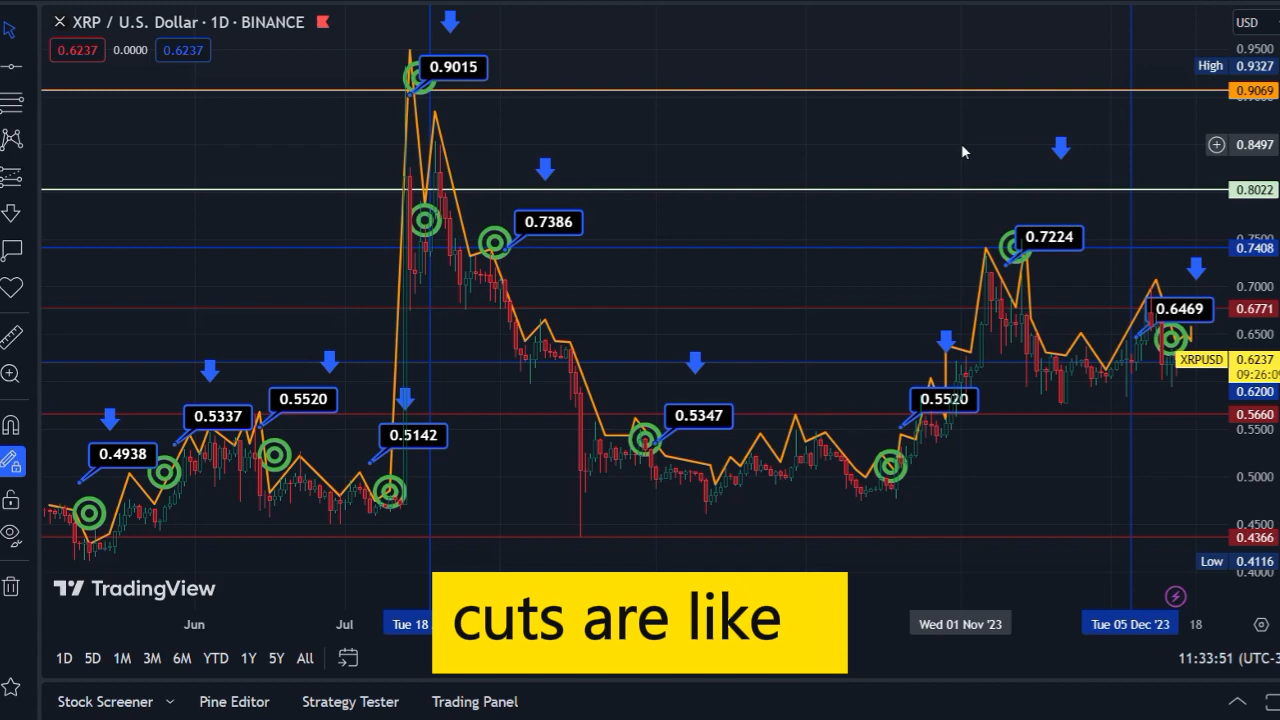 XRP / U.S. Dollar · 1D · BINANCE
USD
0.6237 0.0000 0.6237
0.9500
High 0.9327
0.9015
0.9069
0.8497
0.8022
0.7386
0.7224
0.7408
0.7000
0.6469
0.6771
0.6500
XRPUSD 0.6237
09:26:09
0.6200
0.5520
0.5520
0.5337
0.5347
0.5660
0.5142
0.5500
0.4938
0.5000
0.4500
0.4366
Low 0.4116
TradingView
cuts are like
Jun Jul Tue 18 Wed 01 Nov '23 Tue 05 Dec '23 18
1D 5D 1M 3M 6M YTD 1Y 5Y All
11:33:51 (UTC-3
Stock Screener Pine Editor Strategy Tester Trading Panel